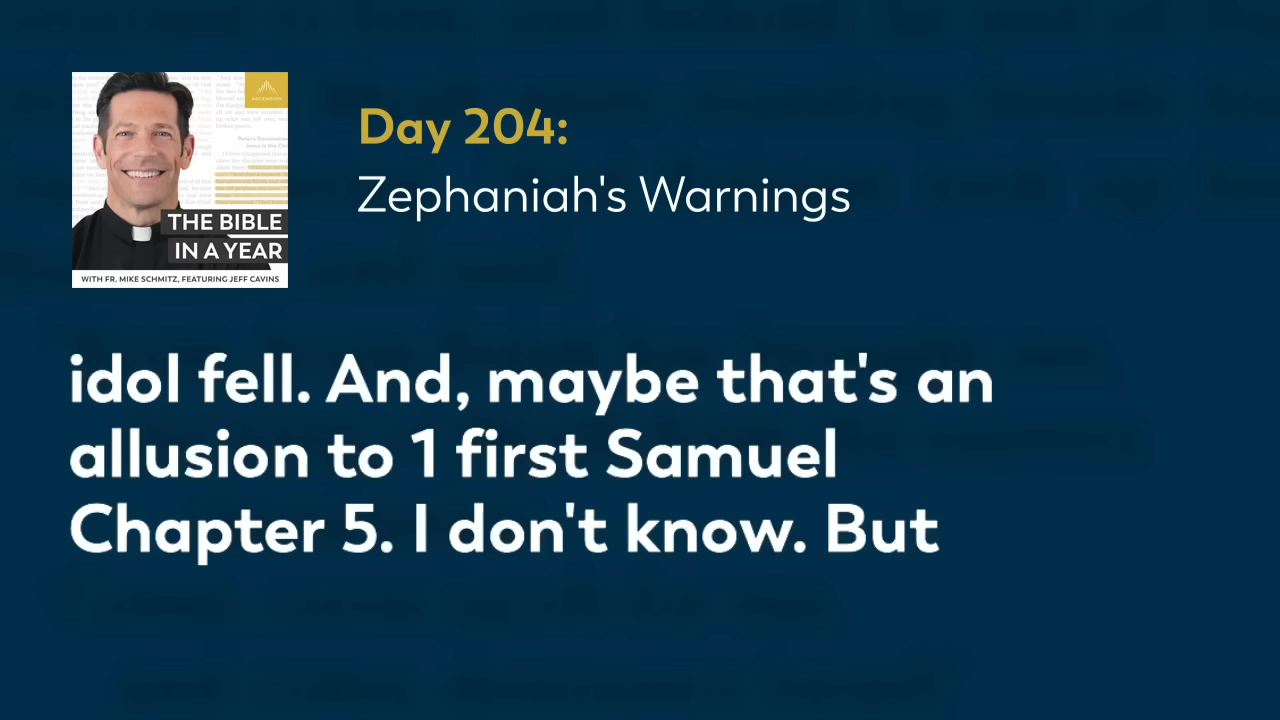 ASCENSION
THE BIBLE
IN A YEAR
WITH FR. MIKE SCHMITZ, FEATURING JEFF CAVINS
Day 204:
Zephaniah's Warnings
idol fell. And, maybe that's an
allusion to 1 first Samuel
Chapter 5. I don't know. But